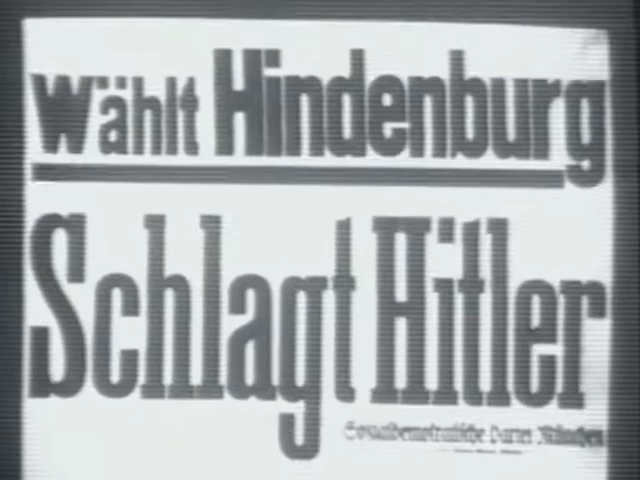 wählt Hindenburg
Schlagt Hitler
Sozialdemokratische Partei München